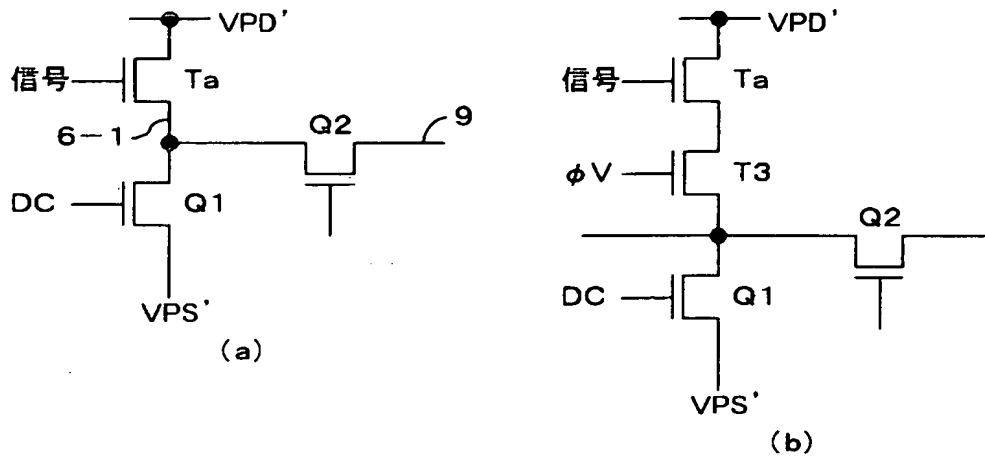 VPD'
信号
Ta
6-1
Q2
9
DC
Q1
VPS'
(a)
VPD'
信号
Ta
φV
T3
Q2
DC
Q1
VPS'
(b)